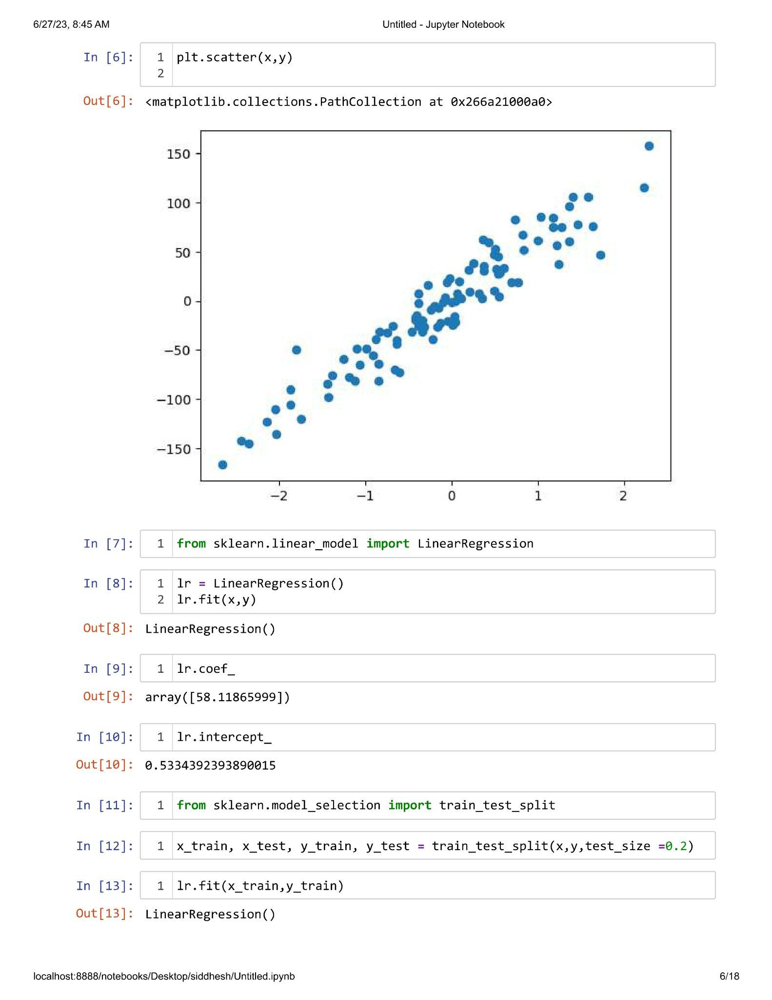 6/27/23, 8:45 AM Untitled - Jupyter Notebook
In [6]: 1 plt.scatter(x,y)
2
Out[6]: <matplotlib.collections.PathCollection at 0x266a21000a0>
150
100
50
0
−50
−100
−150
−2 −1 0 1 2
In [7]: 1 from sklearn.linear_model import LinearRegression
In [8]: 1 lr = LinearRegression()
2 lr.fit(x,y)
Out[8]: LinearRegression()
In [9]: 1 lr.coef_
Out[9]: array([58.11865999])
In [10]: 1 lr.intercept_
Out[10]: 0.5334392393890015
In [11]: 1 from sklearn.model_selection import train_test_split
In [12]: 1 x_train, x_test, y_train, y_test = train_test_split(x,y,test_size =0.2)
In [13]: 1 lr.fit(x_train,y_train)
Out[13]: LinearRegression()
localhost:8888/notebooks/Desktop/siddhesh/Untitled.ipynb 6/18